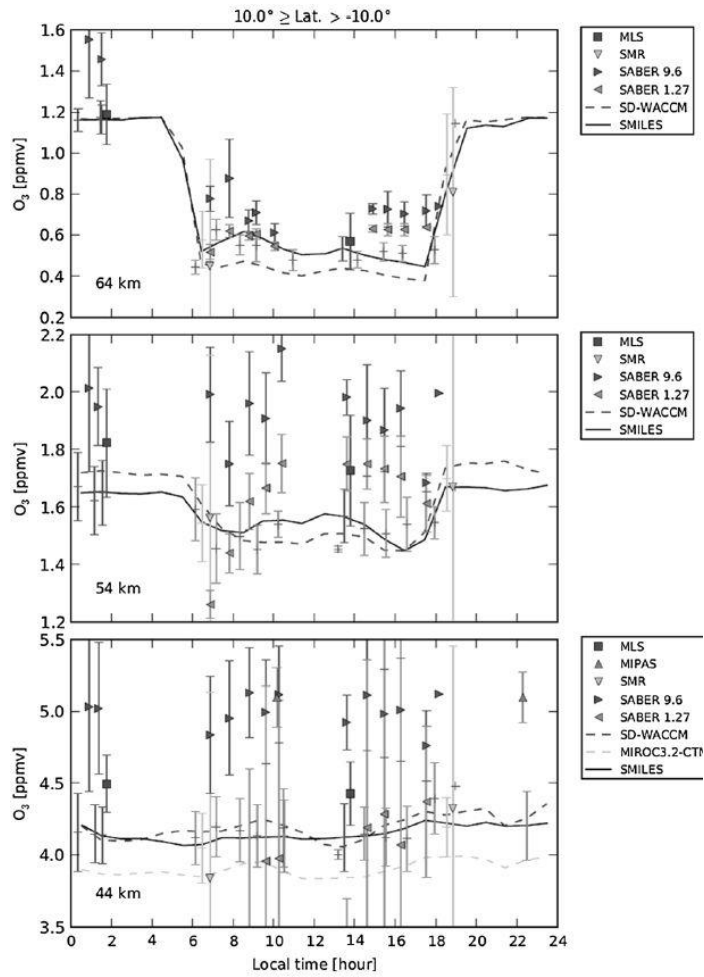 10.0° ≥ Lat. > -10.0°
1.6
1.4
1.2
1.0
0.8
0.6
0.4
0.2
O3 [ppmv]
64 km
MLS
SMR
SABER 9.6
SABER 1.27
SD-WACCM
SMILES
2.2
2.0
1.8
1.6
1.4
1.2
O3 [ppmv]
54 km
MLS
SMR
SABER 9.6
SABER 1.27
SD-WACCM
SMILES
5.5
5.0
4.5
4.0
3.5
O3 [ppmv]
44 km
MLS
MIPAS
SMR
SABER 9.6
SABER 1.27
SD-WACCM
MIROC3.2-CTM
SMILES
0 2 4 6 8 10 12 14 16 18 20 22 24
Local time [hour]